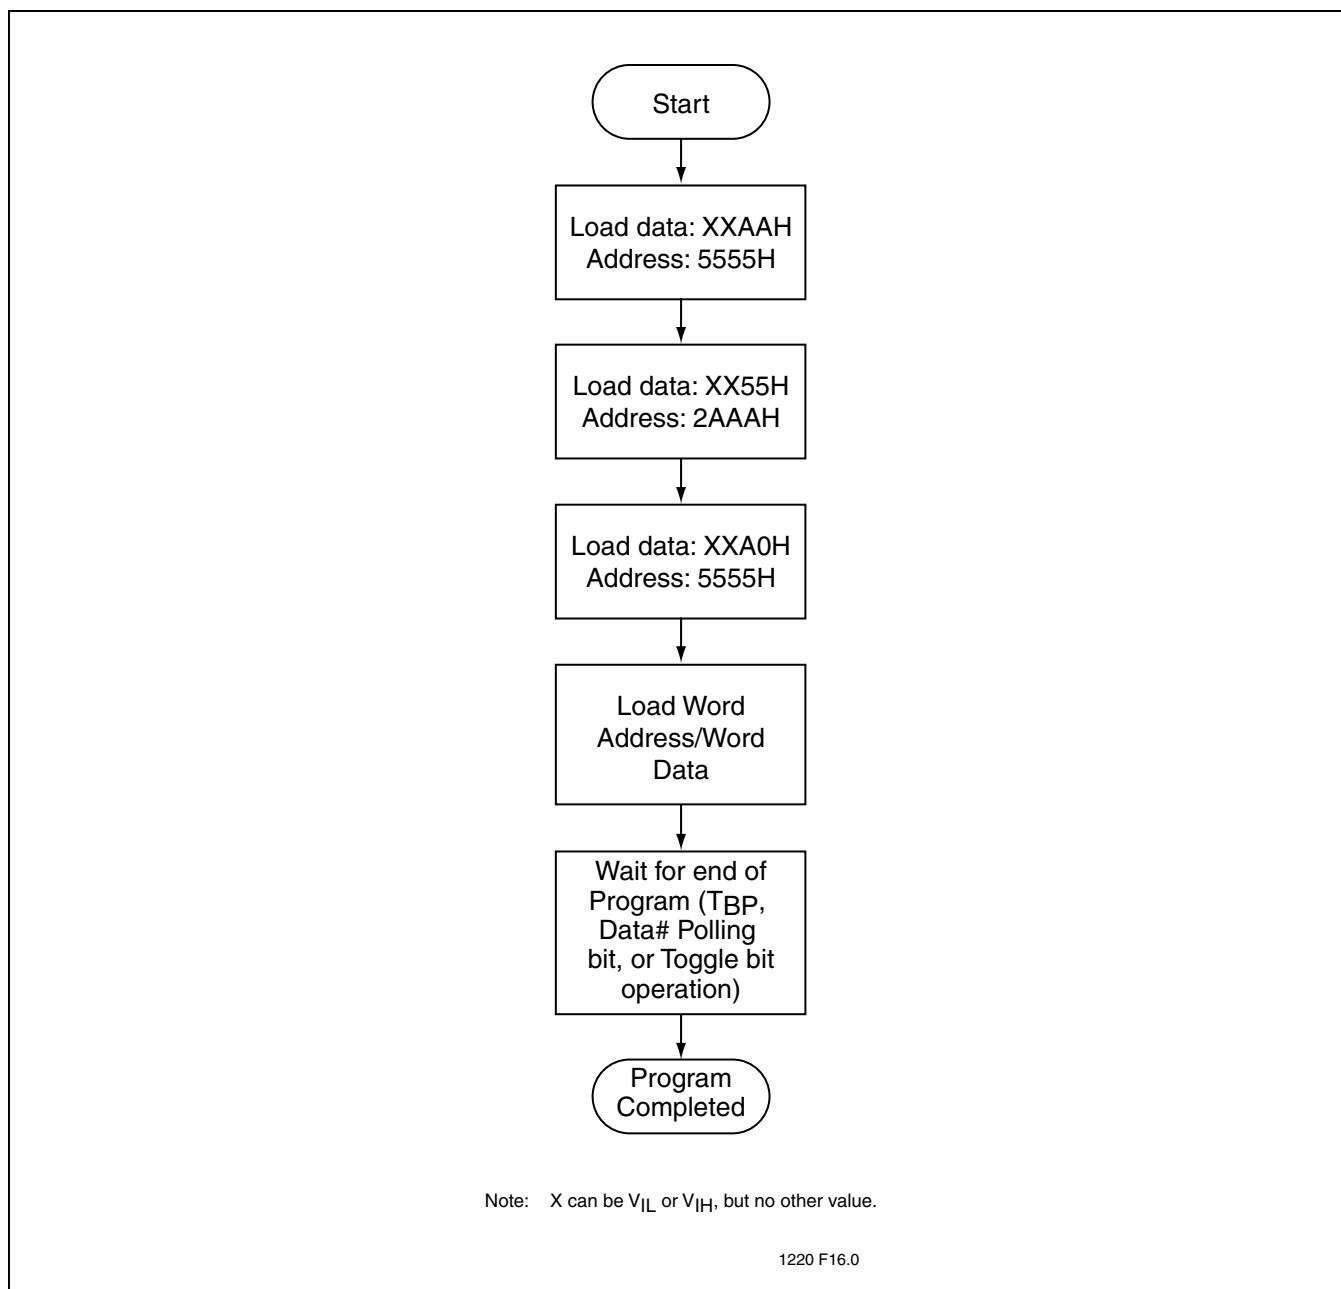 Start
Load data: XXAAH
Address: 5555H
Load data: XX55H
Address: 2AAAH
Load data: XXA0H
Address: 5555H
Load Word
Address/Word
Data
Wait for end of
Program (TBP,
Data# Polling
bit, or Toggle bit
operation)
Program
Completed
Note: X can be VIL or VIH, but no other value.
1220 F16.0